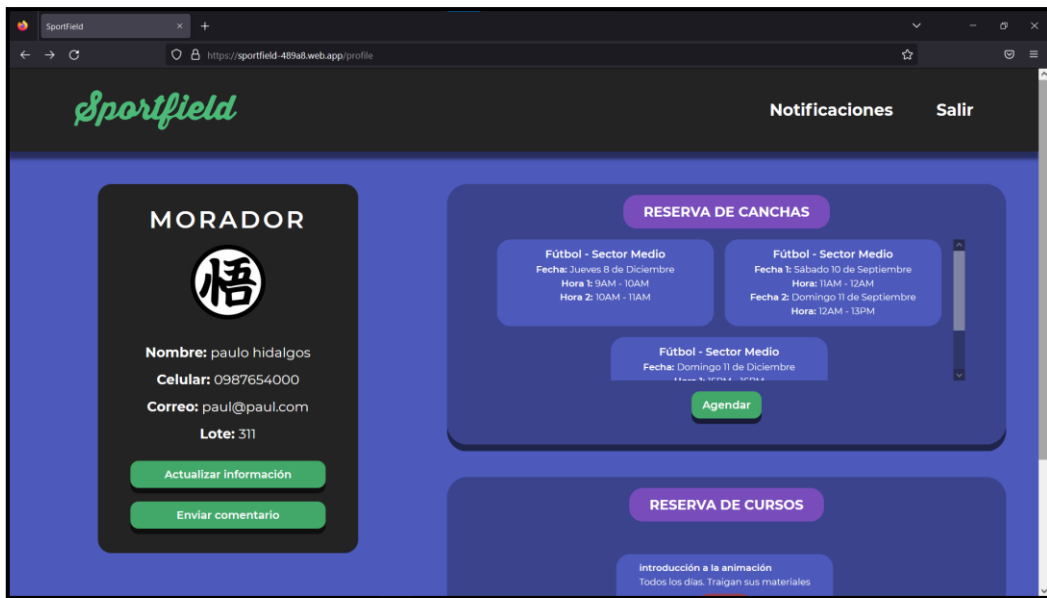 SportField
https://sportfield-489a8.web.app/profile
Sportfield
Notificaciones
Salir
MORADOR
悟
Nombre: paulo hidalgos
Celular: 0987654000
Correo: paul@paul.com
Lote: 311
Actualizar información
Enviar comentario
RESERVA DE CANCHAS
Fútbol - Sector Medio
Fecha: Jueves 8 de Diciembre
Hora 1: 9AM - 10AM
Hora 2: 10AM - 11AM
Fútbol - Sector Medio
Fecha 1: Sábado 10 de Septiembre
Hora: 11AM - 12AM
Fecha 2: Domingo 11 de Septiembre
Hora: 12AM - 13PM
Fútbol - Sector Medio
Fecha: Domingo 11 de Diciembre
Hora 1: 15PM - 16PM
Agendar
RESERVA DE CURSOS
introducción a la animación
Todos los días. Traigan sus materiales